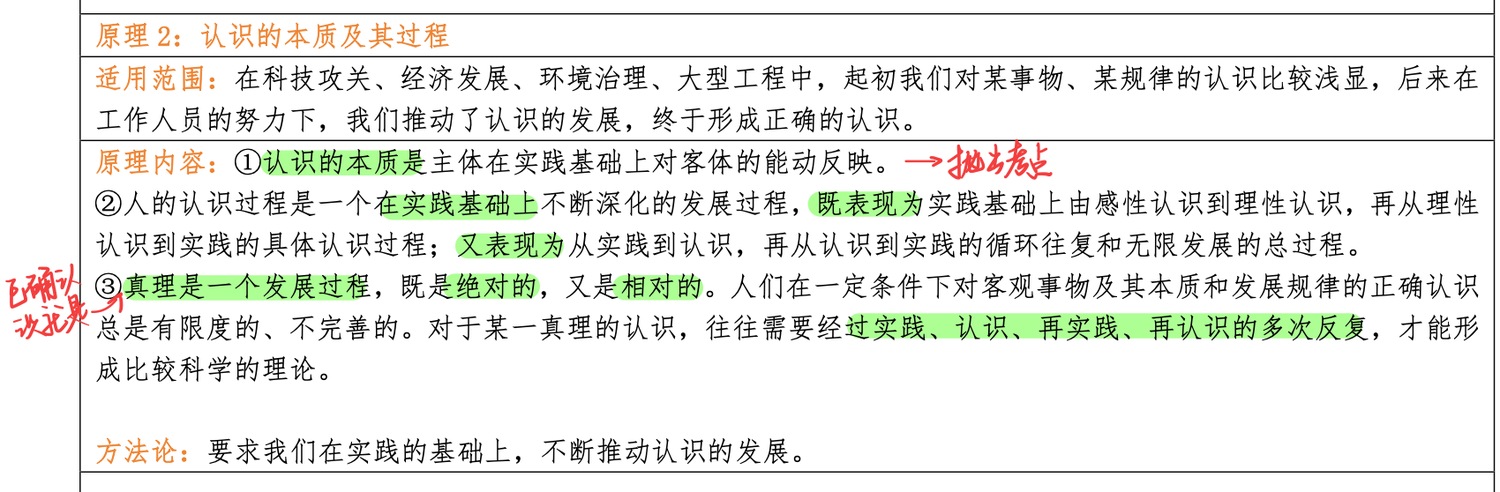 原理2：认识的本质及其过程
适用范围：在科技攻关、经济发展、环境治理、大型工程中，起初我们对某事物、某规律的认识比较浅显，后来在
工作人员的努力下，我们推动了认识的发展，终于形成正确的认识。
原理内容：①认识的本质是主体在实践基础上对客体的能动反映。→抛出考点
②人的认识过程是一个在实践基础上不断深化的发展过程，既表现为实践基础上由感性认识到理性认识，再从理性
认识到实践的具体认识过程；又表现为从实践到认识，再从认识到实践的循环往复和无限发展的总过程。
③真理是一个发展过程，既是绝对的，又是相对的。人们在一定条件下对客观事物及其本质和发展规律的正确认识
总是有限度的、不完善的。对于某一真理的认识，往往需要经过实践、认识、再实践、再认识的多次反复，才能形
成比较科学的理论。
方法论：要求我们在实践的基础上，不断推动认识的发展。